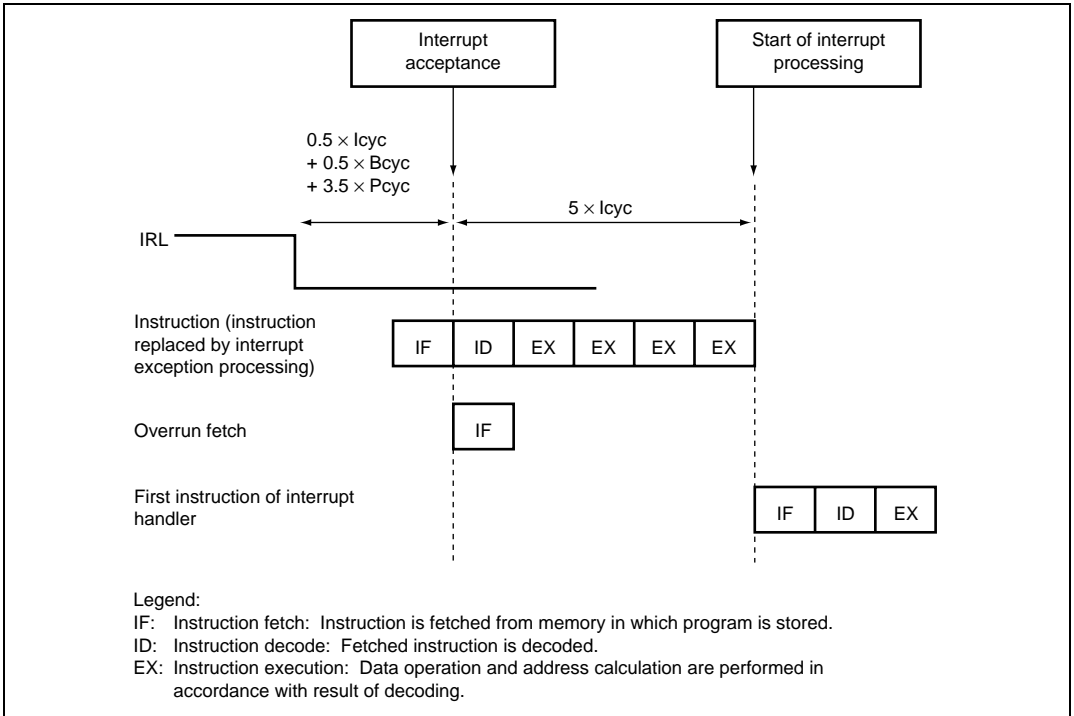 Interrupt
acceptance
Start of interrupt
processing
0.5 × Icyc
+ 0.5 × Bcyc
+ 3.5 × Pcyc
5 × Icyc
IRL
Instruction (instruction
replaced by interrupt
exception processing)
IF ID EX EX EX EX
Overrun fetch
IF
First instruction of interrupt
handler
IF ID EX
Legend:
IF: Instruction fetch: Instruction is fetched from memory in which program is stored.
ID: Instruction decode: Fetched instruction is decoded.
EX: Instruction execution: Data operation and address calculation are performed in
accordance with result of decoding.